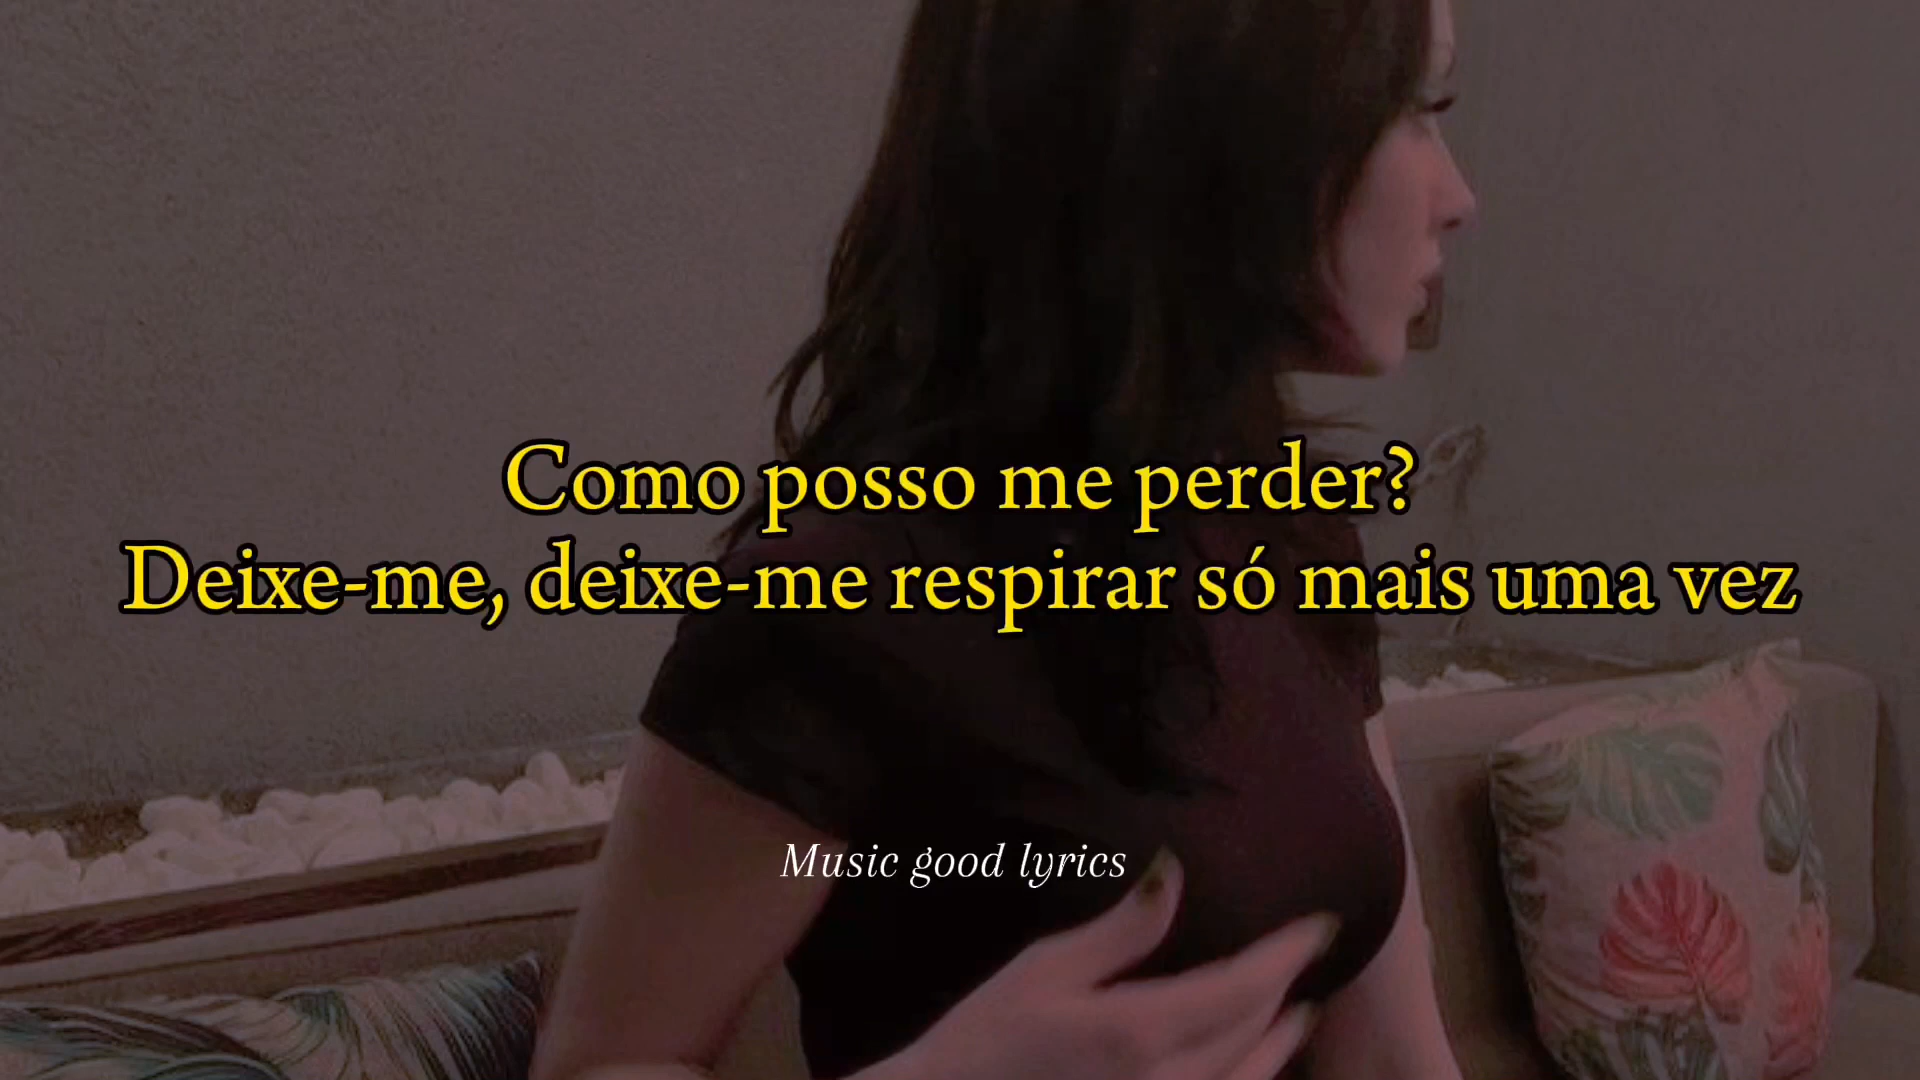 Como posso me perder?
Deixe-me, deixe-me respirar só mais uma vez
Music good lyrics